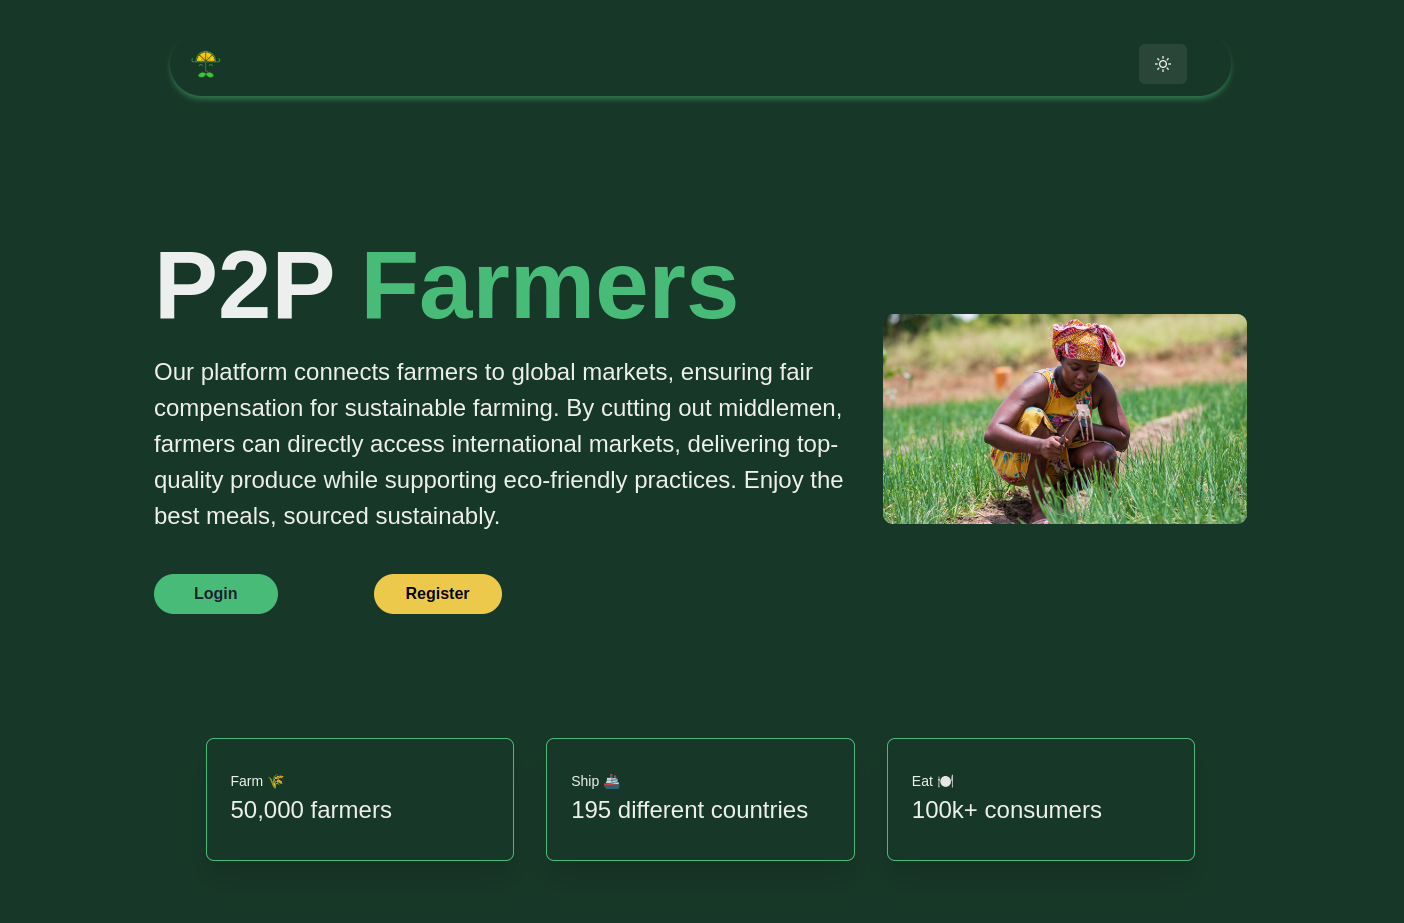 P2P Farmers
Our platform connects farmers to global markets, ensuring fair
compensation for sustainable farming. By cutting out middlemen,
farmers can directly access international markets, delivering top-
quality produce while supporting eco-friendly practices. Enjoy the
best meals, sourced sustainably.
Login
Register
Farm 🌾
50,000 farmers
Ship 🚢
195 different countries
Eat 🍽️
100k+ consumers